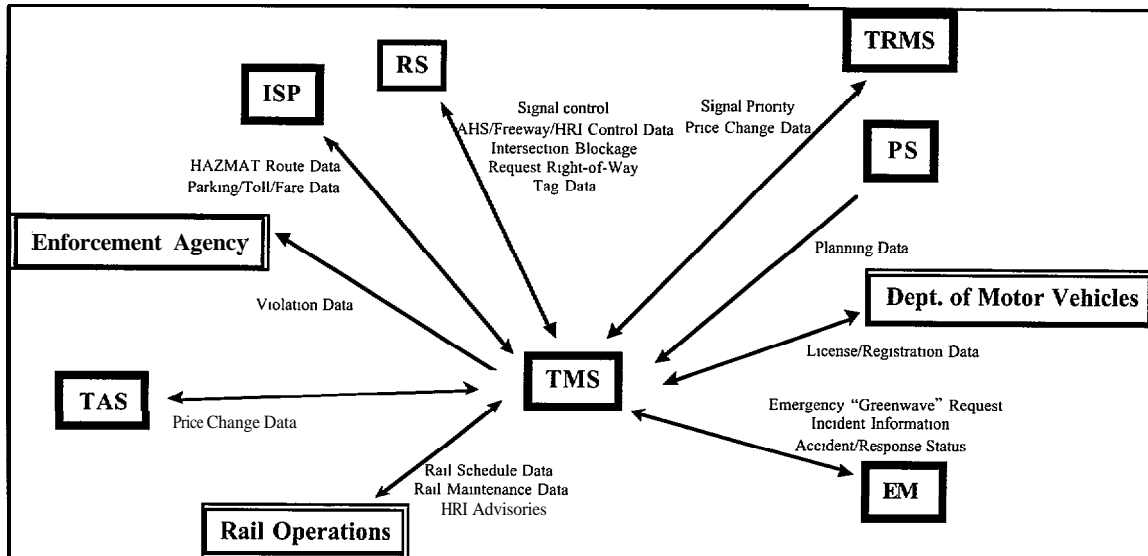 TRMS
RS
ISP
Signal control
AHS/Freeway/HRI Control Data
Intersection Blockage
Request Right-of-Way
Tag Data
Signal Priority
Price Change Data
PS
HAZMAT Route Data
Parking/Toll/Fare Data
Enforcement Agency
Planning Data
Violation Data
Dept. of Motor Vehicles
License/Registration Data
TMS
TAS
Price Change Data
Emergency “Greenwave” Request
Incident Information
Accident/Response Status
Rail Schedule Data
Rail Maintenance Data
HRI Advisories
EM
Rail Operations